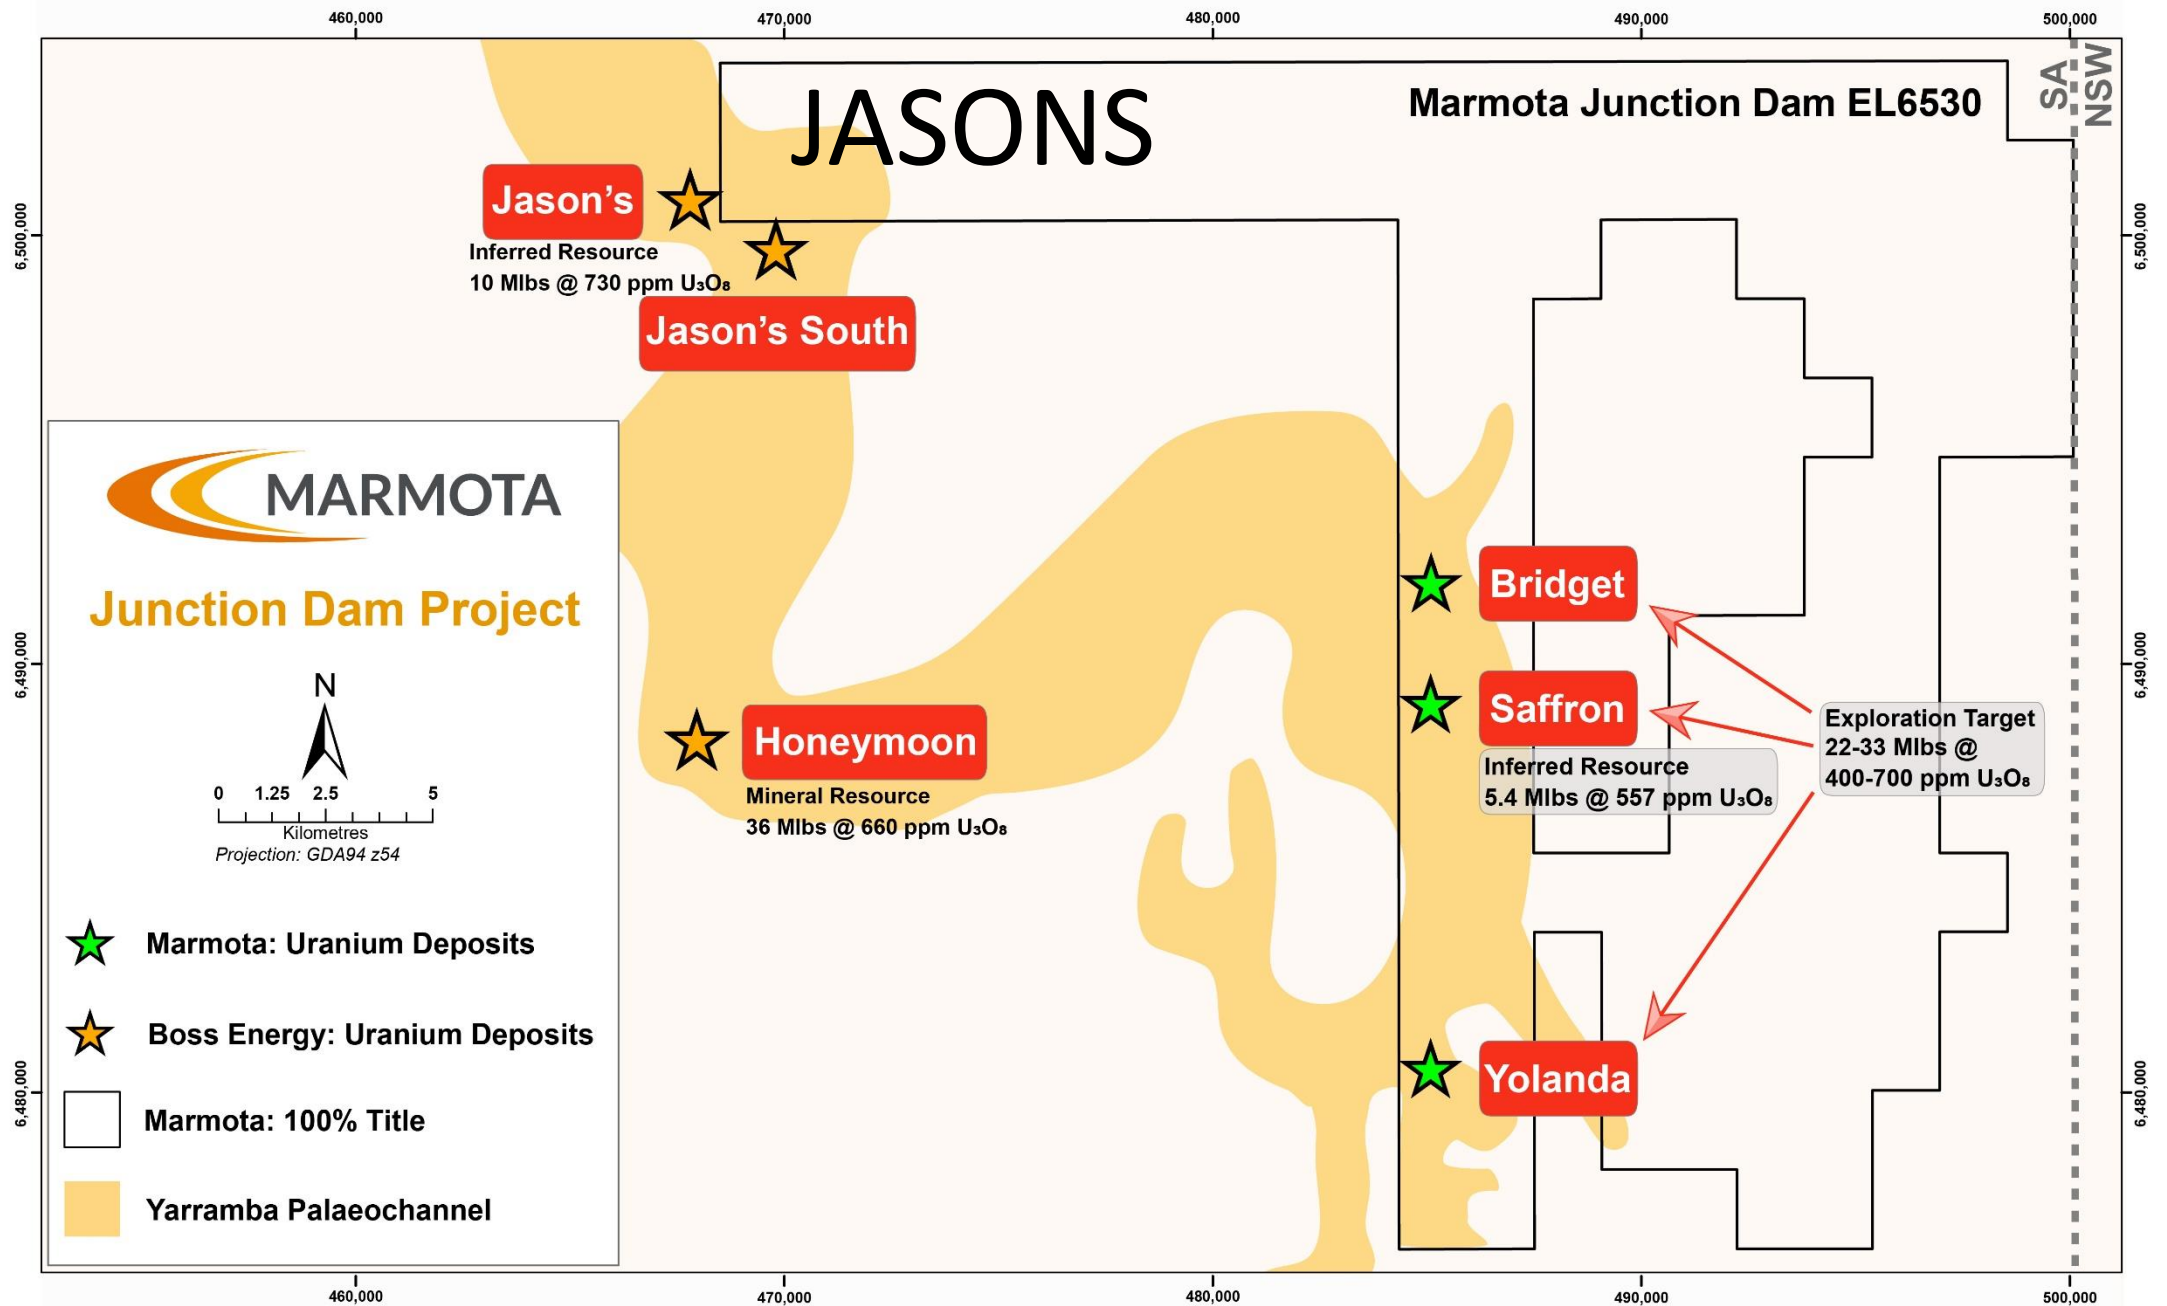 460,000
470,000
480,000
490,000
500,000
JASONS
Marmota Junction Dam EL6530
SA
NSW
Jason's
6,500,000
6,500,000
Inferred Resource
10 Mlbs @ 730 ppm U₃O₈
Jason's South
MARMOTA
Junction Dam Project
Bridget
N
6,490,000
6,490,000
Saffron
Honeymoon
Exploration Target
22-33 Mlbs @
400-700 ppm U₃O₈
Inferred Resource
5.4 Mlbs @ 557 ppm U₃O₈
Mineral Resource
36 Mlbs @ 660 ppm U₃O₈
0 1.25 2.5 5
Kilometres
Projection: GDA94 z54
Marmota: Uranium Deposits
Boss Energy: Uranium Deposits
Yolanda
6,480,000
6,480,000
Marmota: 100% Title
Yarramba Palaeochannel
460,000
470,000
480,000
490,000
500,000